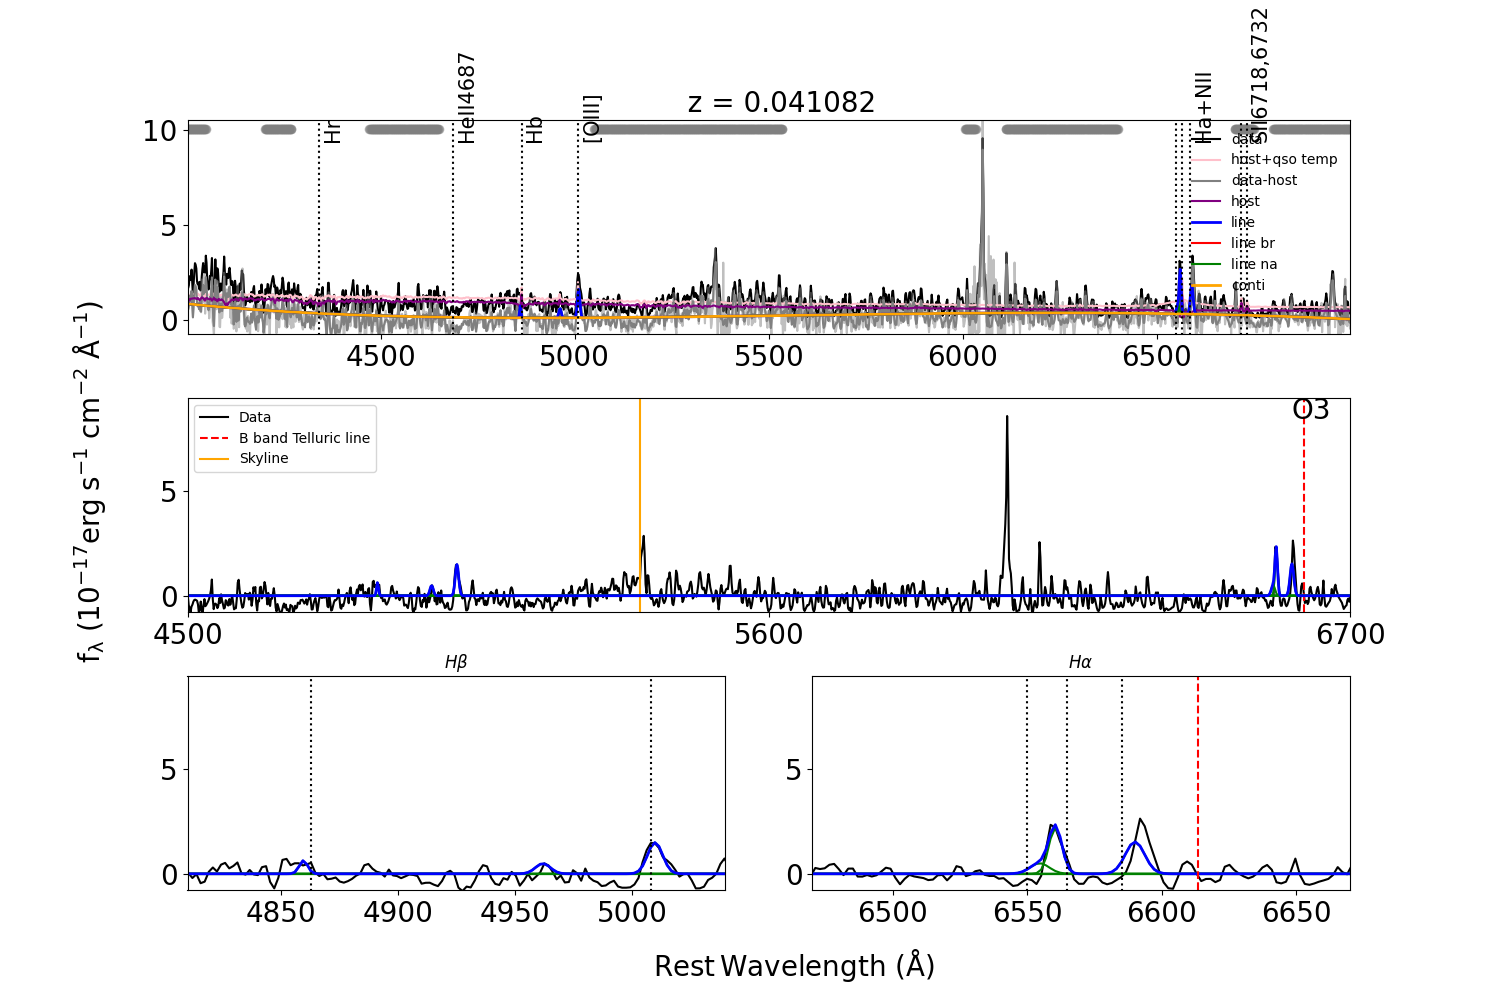 z = 0.041082
Hr
HeII4687
Hb
[OIII]
Ha+NII
SII6718,6732
10
5
0
data
host+qso temp
data-host
host
line
line br
line na
conti
4500 5000 5500 6000 6500
Data
B band Telluric line
Skyline
O3
5
0
4500 5600 6700
fλ (10−17erg s−1 cm−2 Å−1)
Hβ
5
0
4850 4900 4950 5000
Hα
5
0
6500 6550 6600 6650
Rest Wavelength (Å)